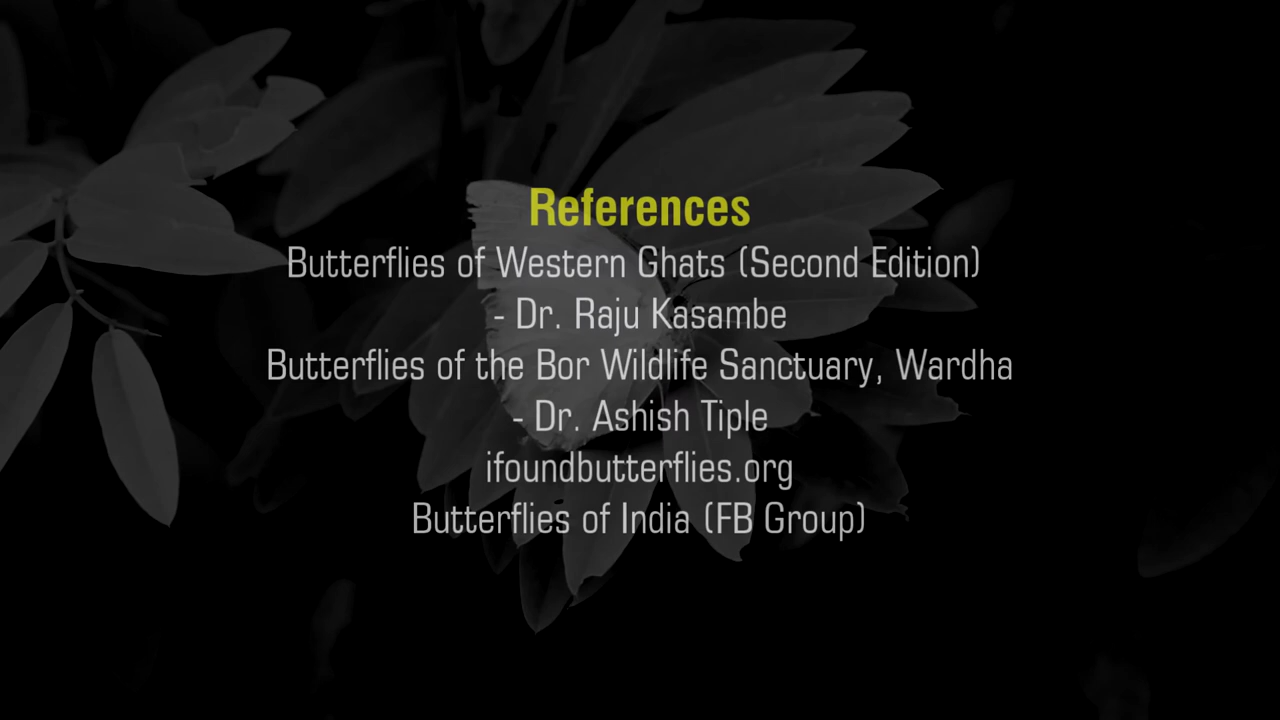 References
Butterflies of Western Ghats (Second Edition)
- Dr. Raju Kasambe
Butterflies of the Bor Wildlife Sanctuary, Wardha
- Dr. Ashish Tiple
ifoundbutterflies.org
Butterflies of India (FB Group)